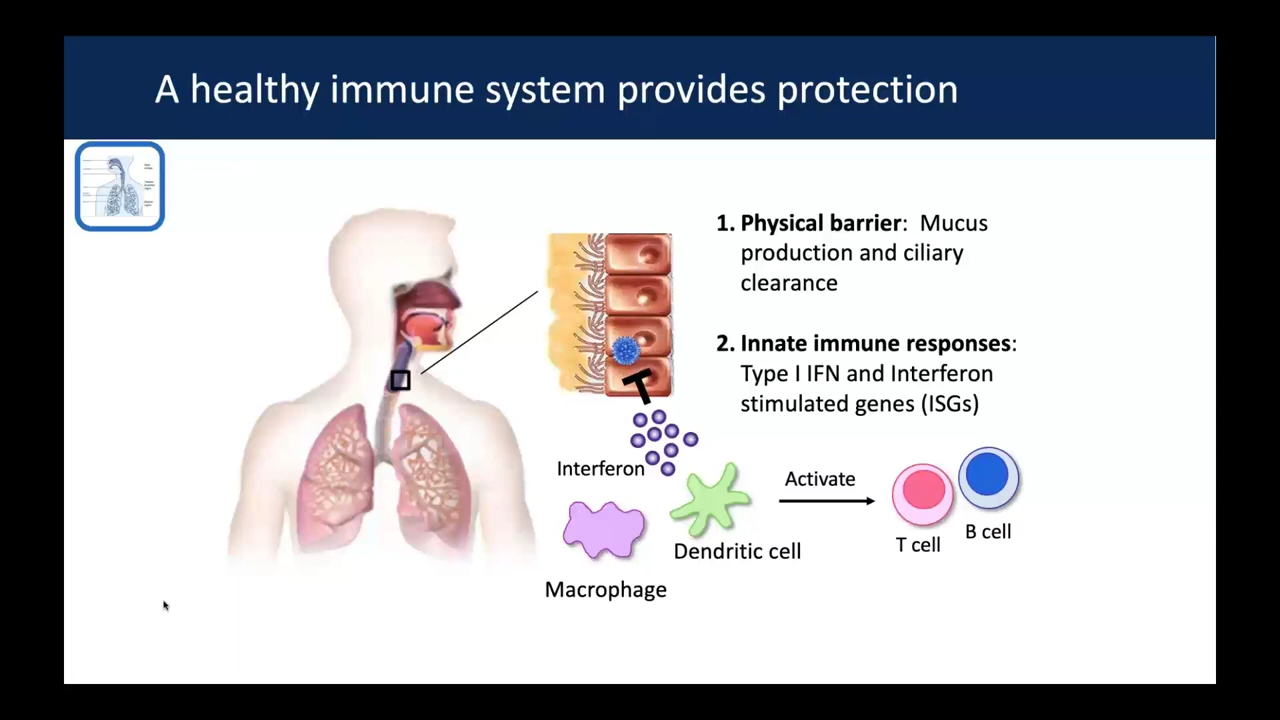 A healthy immune system provides protection
1. Physical barrier: Mucus
production and ciliary
clearance
2. Innate immune responses:
Type I IFN and Interferon
stimulated genes (ISGs)
Interferon
Activate
T cell
B cell
Dendritic cell
Macrophage